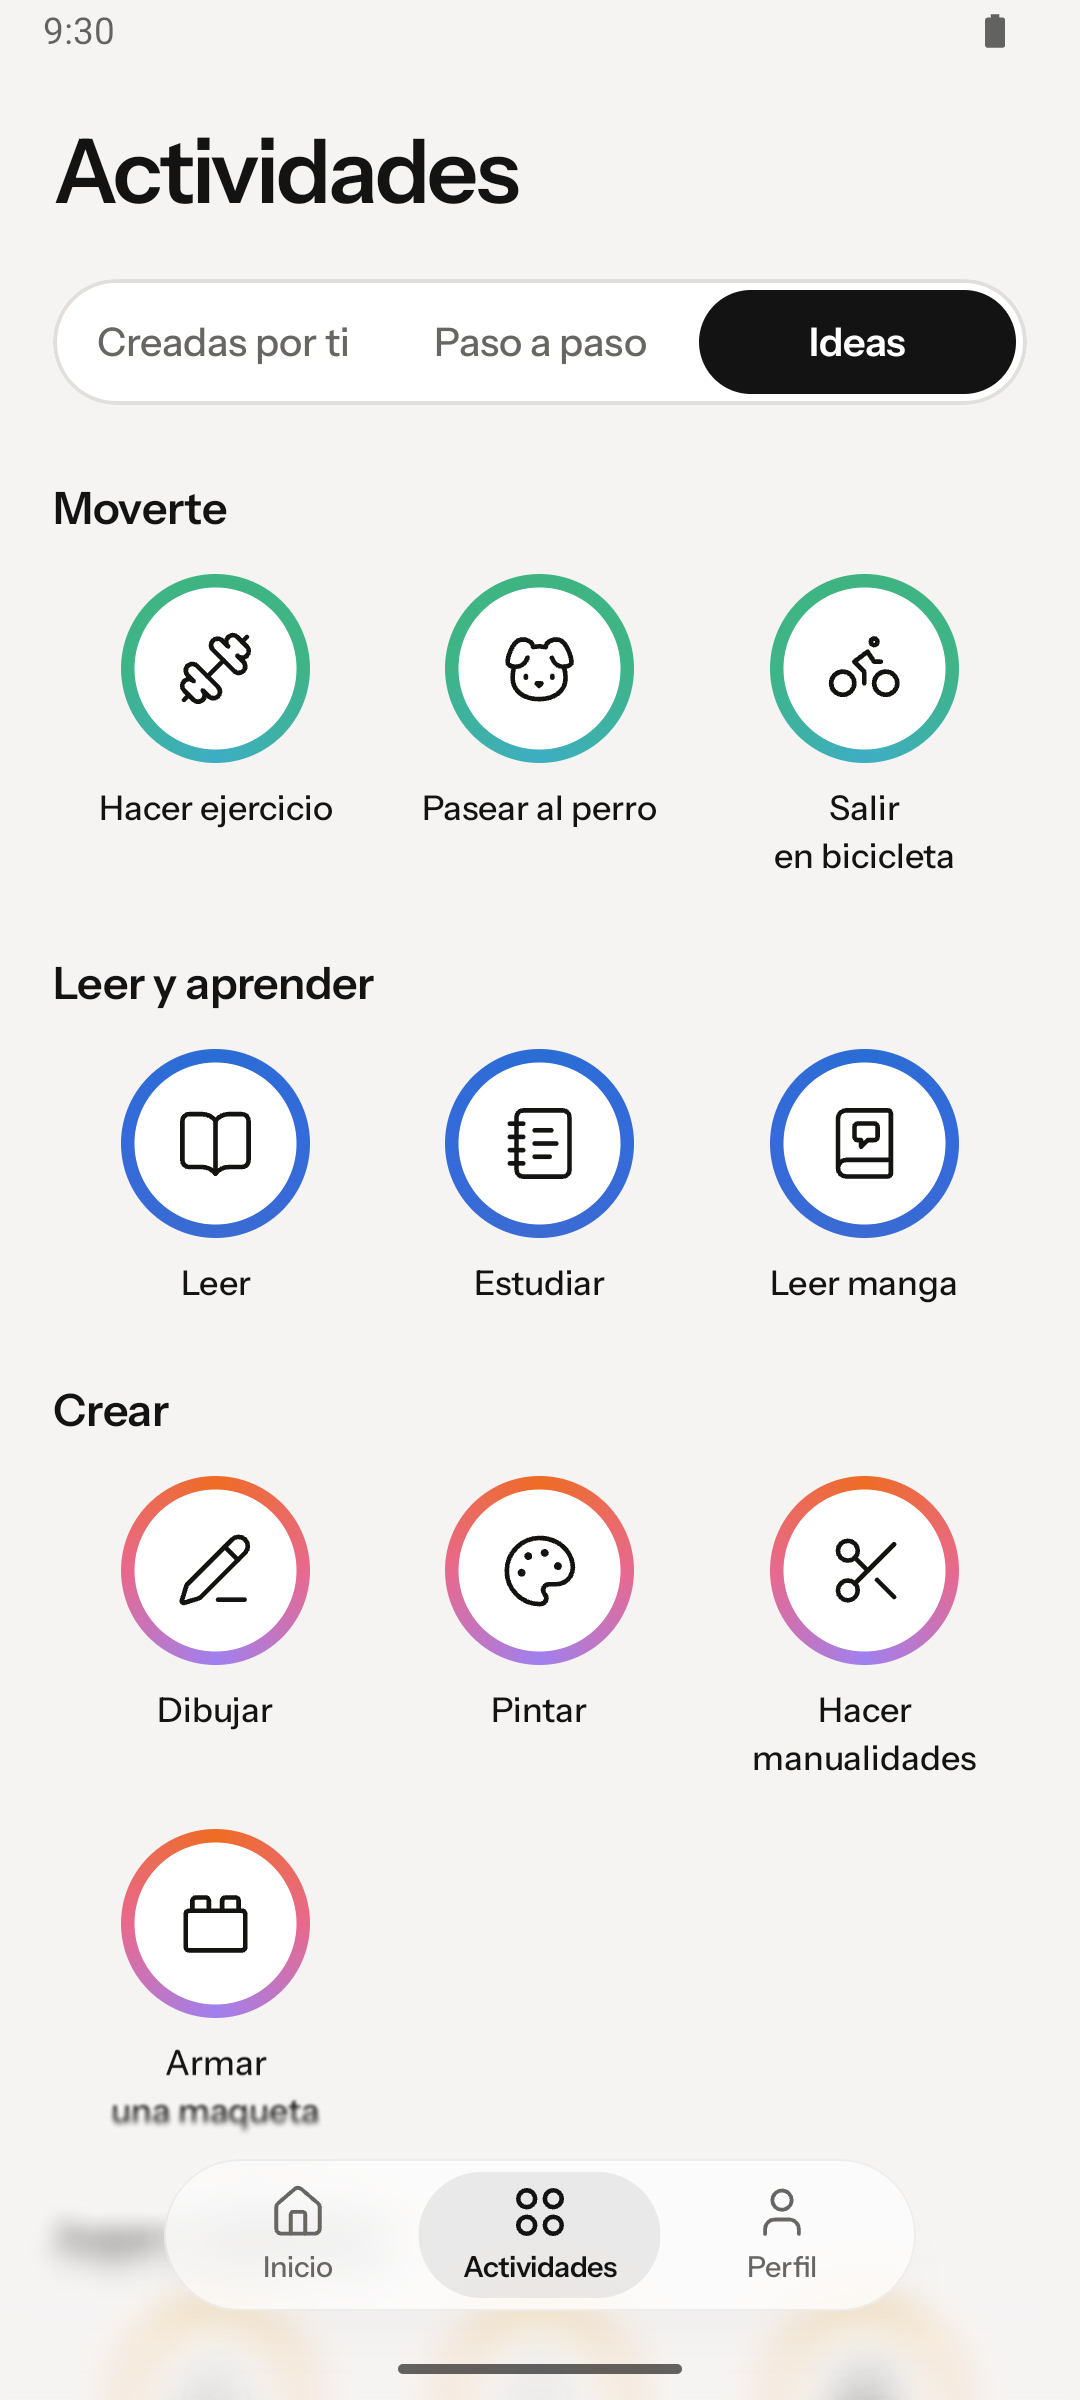 9:30
Actividades
Creadas por ti
Paso a paso
Ideas
Moverte
Hacer ejercicio
Pasear al perro
Salir
en bicicleta
Leer y aprender
Leer
Estudiar
Leer manga
Crear
Dibujar
Pintar
Hacer
manualidades
Armar
una maqueta
Inicio
Actividades
Perfil